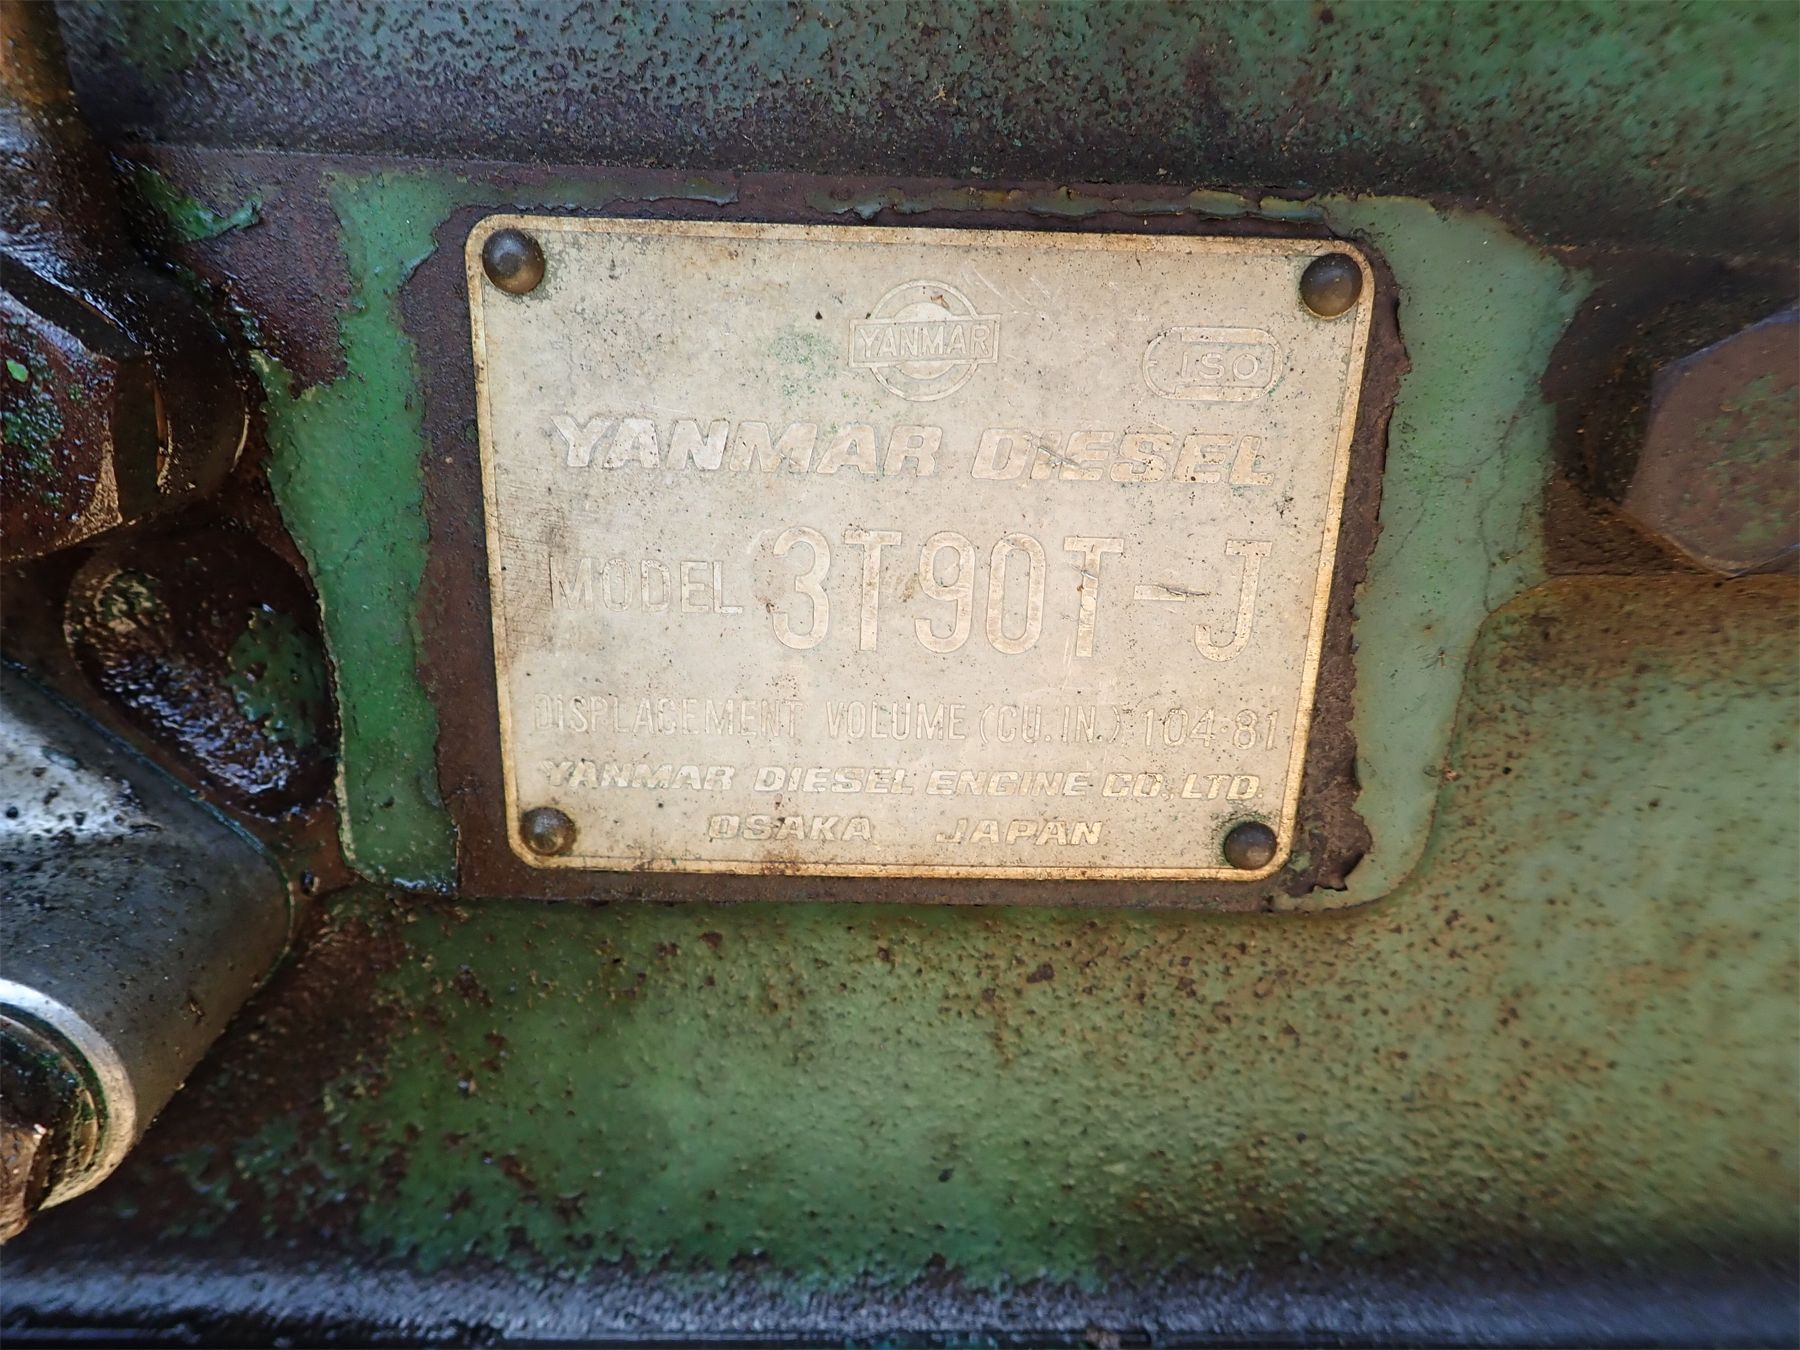 YANMAR
ISO
YANMAR DIESEL
MODEL 3T90T-J
DISPLACEMENT VOLUME (CU. IN.) 104.81
YANMAR DIESEL ENGINE CO. LTD.
OSAKA JAPAN